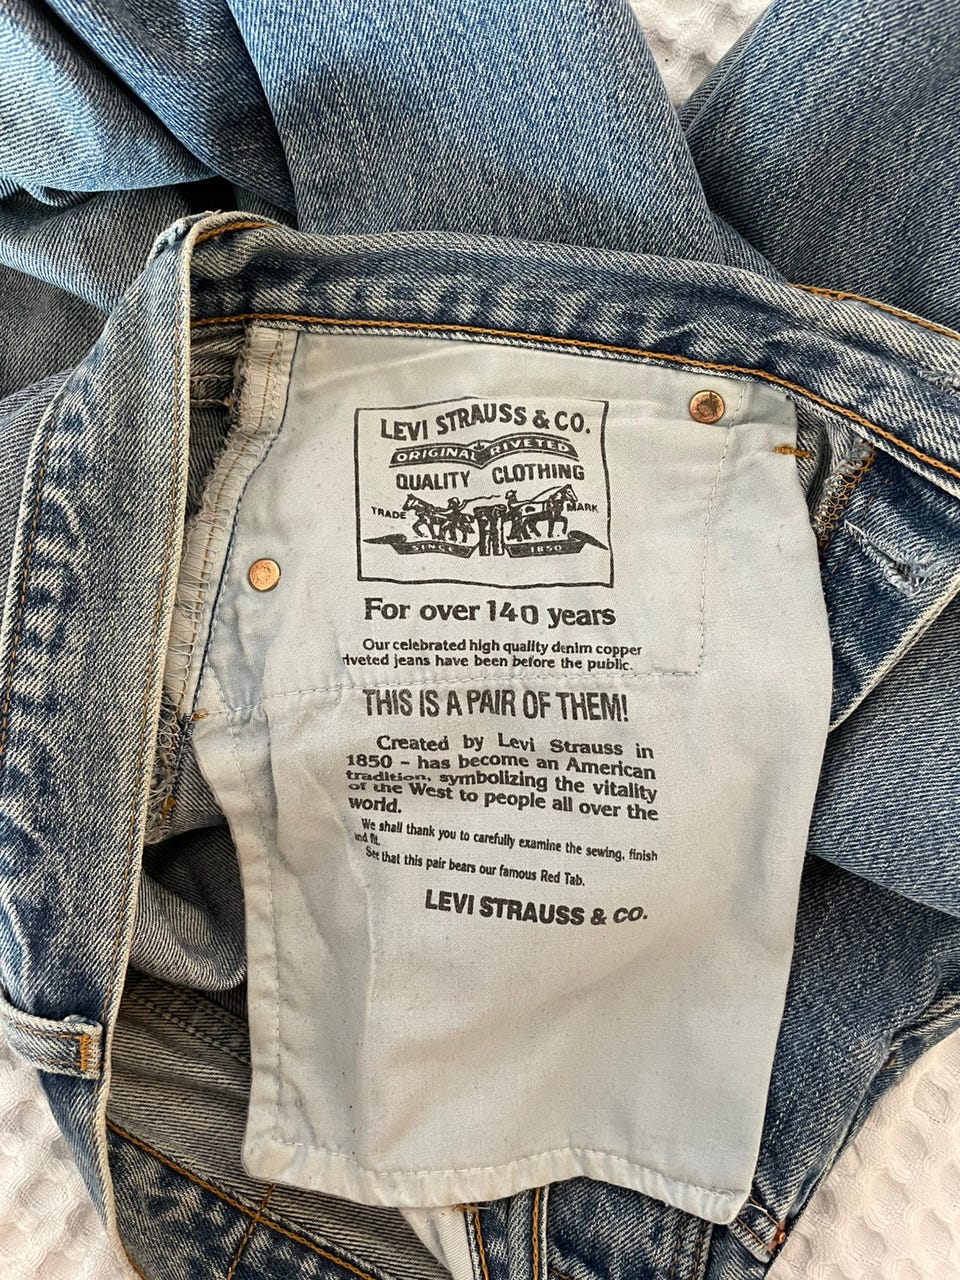 LEVI STRAUSS & CO.
ORIGINAL RIVETED
QUALITY CLOTHING
TRADE MARK
SINCE 1850
For over 140 years
Our celebrated high quality denim copper
riveted jeans have been before the public.
THIS IS A PAIR OF THEM!
Created by Levi Strauss in
1850 – has become an American
tradition, symbolizing the vitality
of the West to people all over the
world.
We shall thank you to carefully examine the sewing, finish
and fit.
See that this pair bears our famous Red Tab.
LEVI STRAUSS & CO.